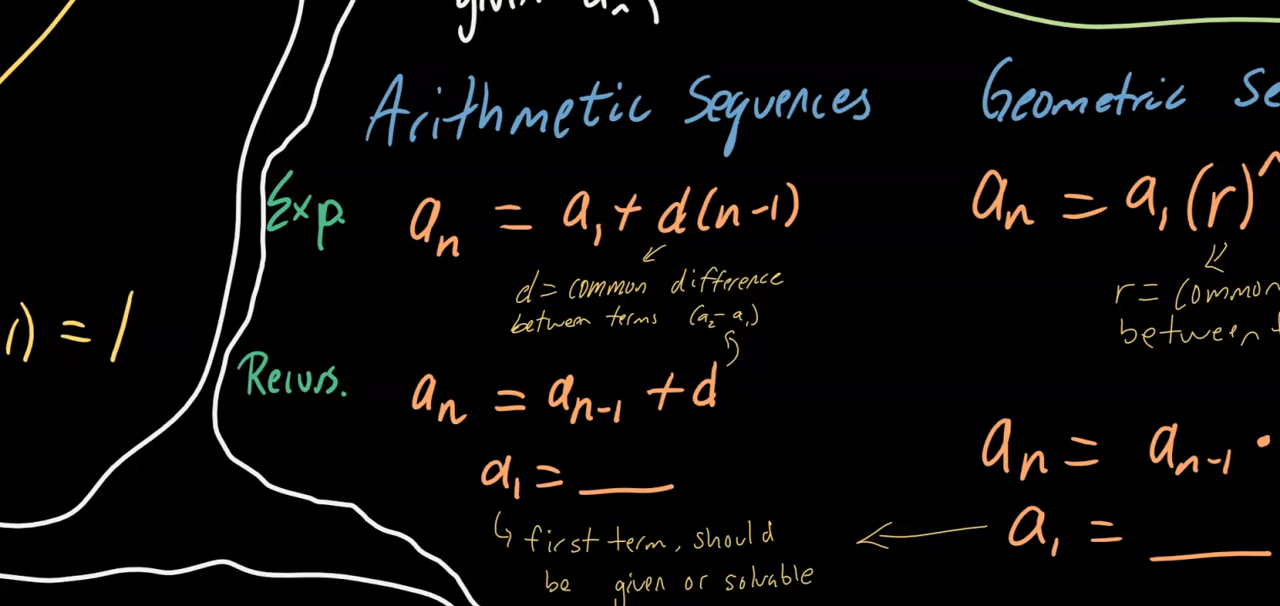 given
Arithmetic Sequences
Exp. aₙ = a₁ + d(n-1)
d = common difference
between terms (a₂-a₁)
Recurs. aₙ = aₙ₋₁ + d
a₁ = ___
↳ first term, should
be given or solvable
Geometric Se
aₙ = a₁(r)
r = common
between
aₙ = aₙ₋₁ ·
a₁ = ___
) = 1